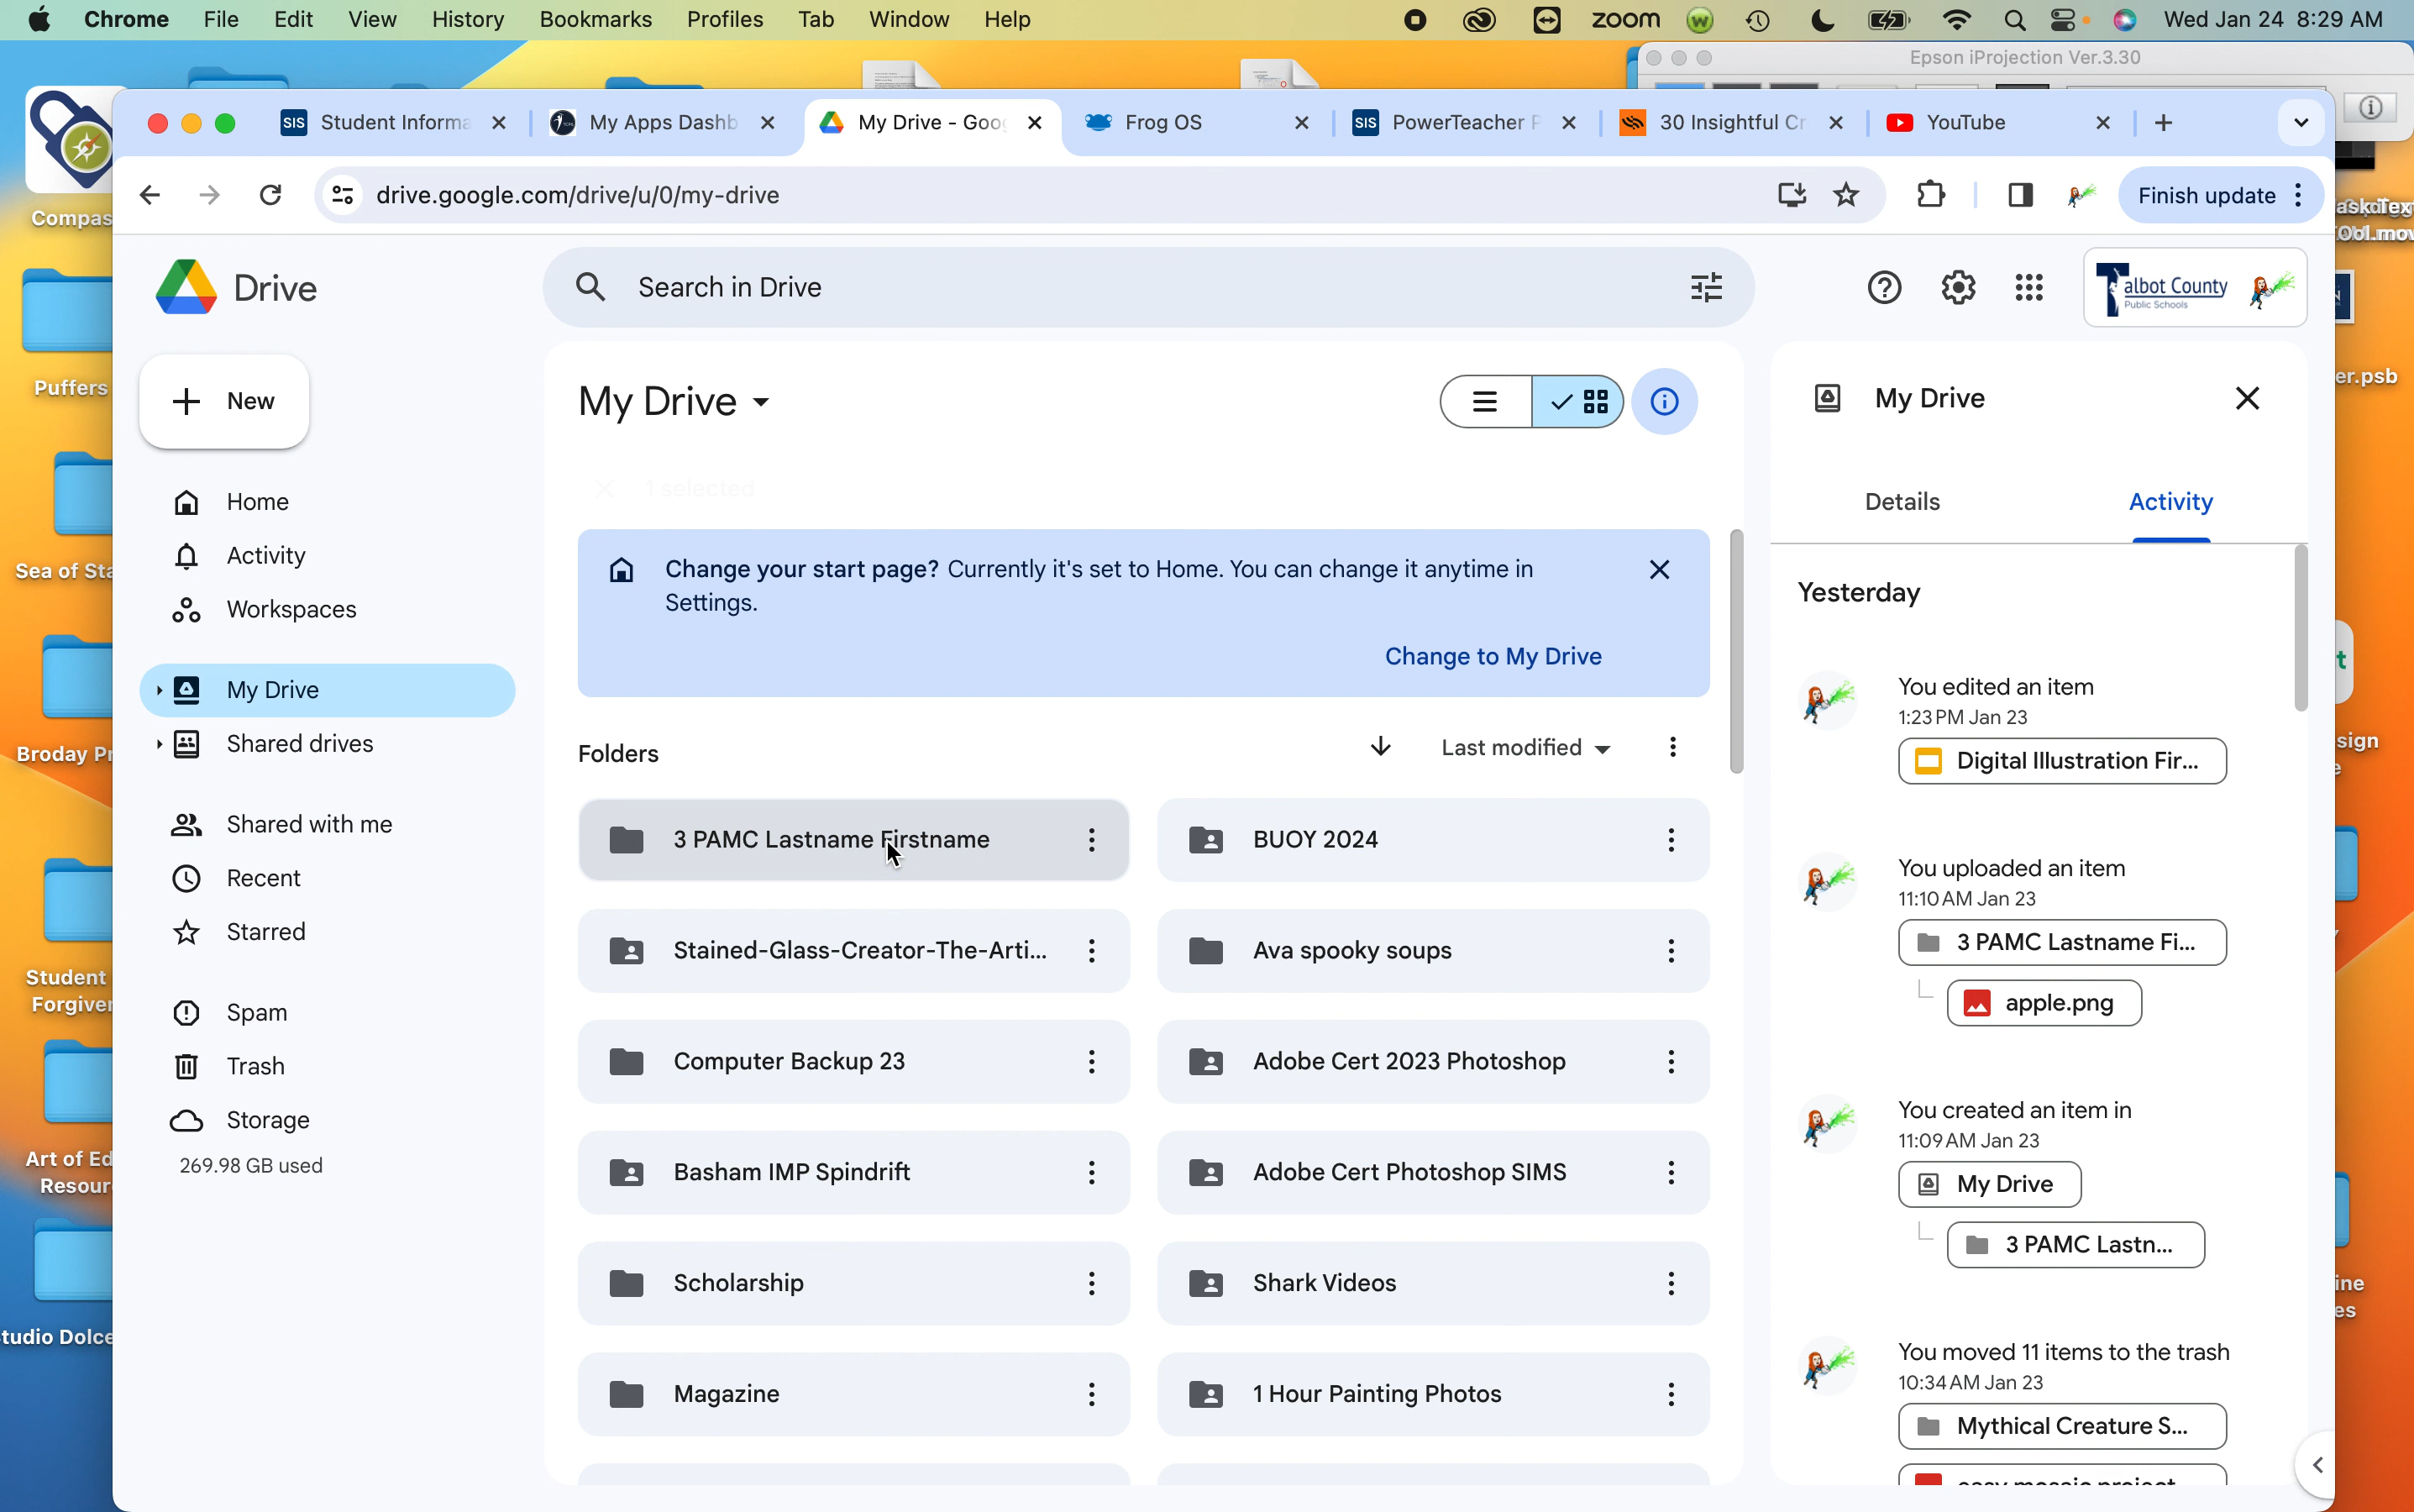 Chrome File Edit View History Bookmarks Profiles Tab Window Help zoom Wed Jan 24 8:29 AM
Epson iProjection Ver.3.30
SIS Student Informa My Apps Dashb My Drive - Goo Frog OS SIS PowerTeacher P 30 Insightful Cr YouTube
drive.google.com/drive/u/0/my-drive Finish update
Drive
Search in Drive
Talbot County
Public Schools
New
Home
Activity
Workspaces
My Drive
Shared drives
Shared with me
Recent
Starred
Spam
Trash
Storage
269.98 GB used
My Drive
1 selected
Change your start page? Currently it's set to Home. You can change it anytime in
Settings.
Change to My Drive
Folders Last modified
3 PAMC Lastname Firstname BUOY 2024
Stained-Glass-Creator-The-Arti... Ava spooky soups
Computer Backup 23 Adobe Cert 2023 Photoshop
Basham IMP Spindrift Adobe Cert Photoshop SIMS
Scholarship Shark Videos
Magazine 1 Hour Painting Photos
My Drive
Details Activity
Yesterday
You edited an item
1:23 PM Jan 23
Digital Illustration Fir...
You uploaded an item
11:10 AM Jan 23
3 PAMC Lastname Fi...
apple.png
You created an item in
11:09 AM Jan 23
My Drive
3 PAMC Lastn...
You moved 11 items to the trash
10:34 AM Jan 23
Mythical Creature S...
Compas
Puffers
Sea of Sta
Broday Pr
Student
Forgiver
Art of Ed
Resour
tudio Dolce
er.psb
sign
ine
es